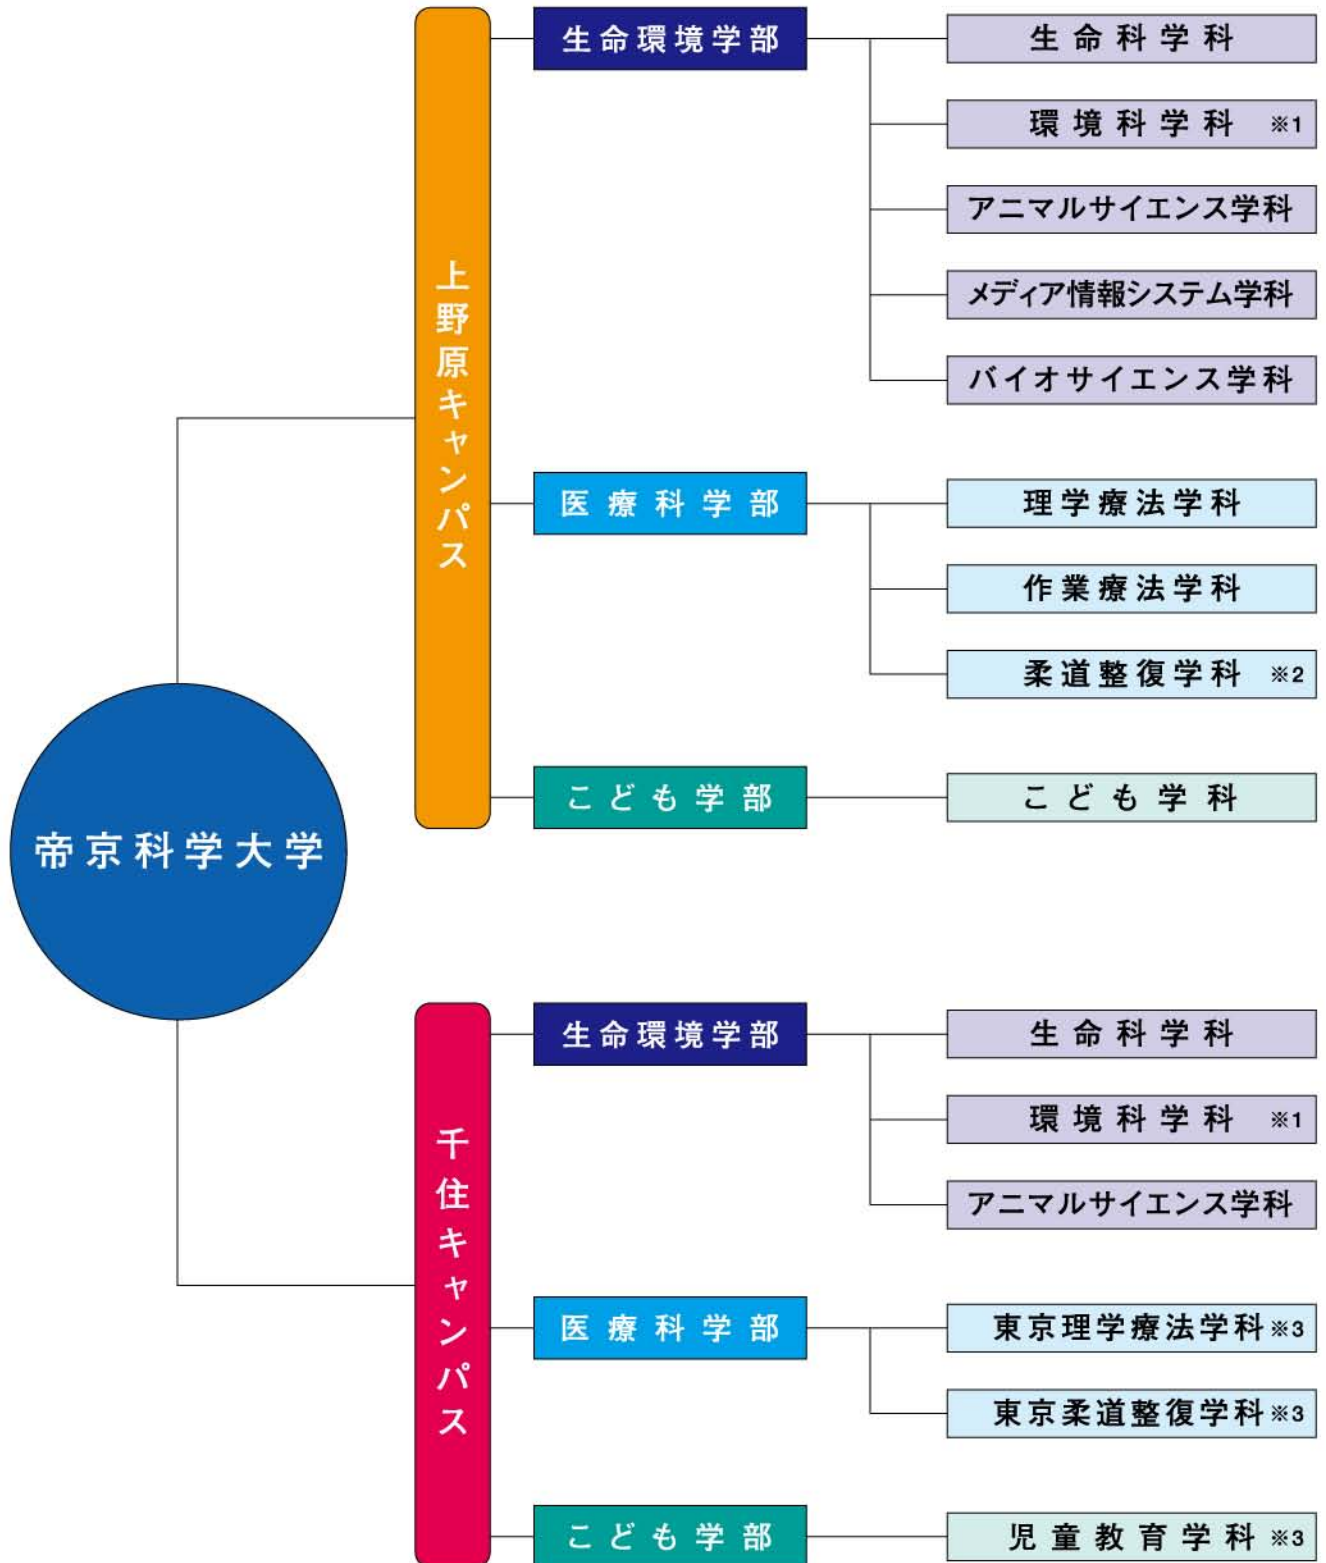 帝京科学大学
上野原キャンパス
生命環境学部
生命科学科
環境科学科 ※1
アニマルサイエンス学科
メディア情報システム学科
バイオサイエンス学科
医療科学部
理学療法学科
作業療法学科
柔道整復学科 ※2
こども学部
こども学科
千住キャンパス
生命環境学部
生命科学科
環境科学科 ※1
アニマルサイエンス学科
医療科学部
東京理学療法学科※3
東京柔道整復学科※3
こども学部
児童教育学科 ※3